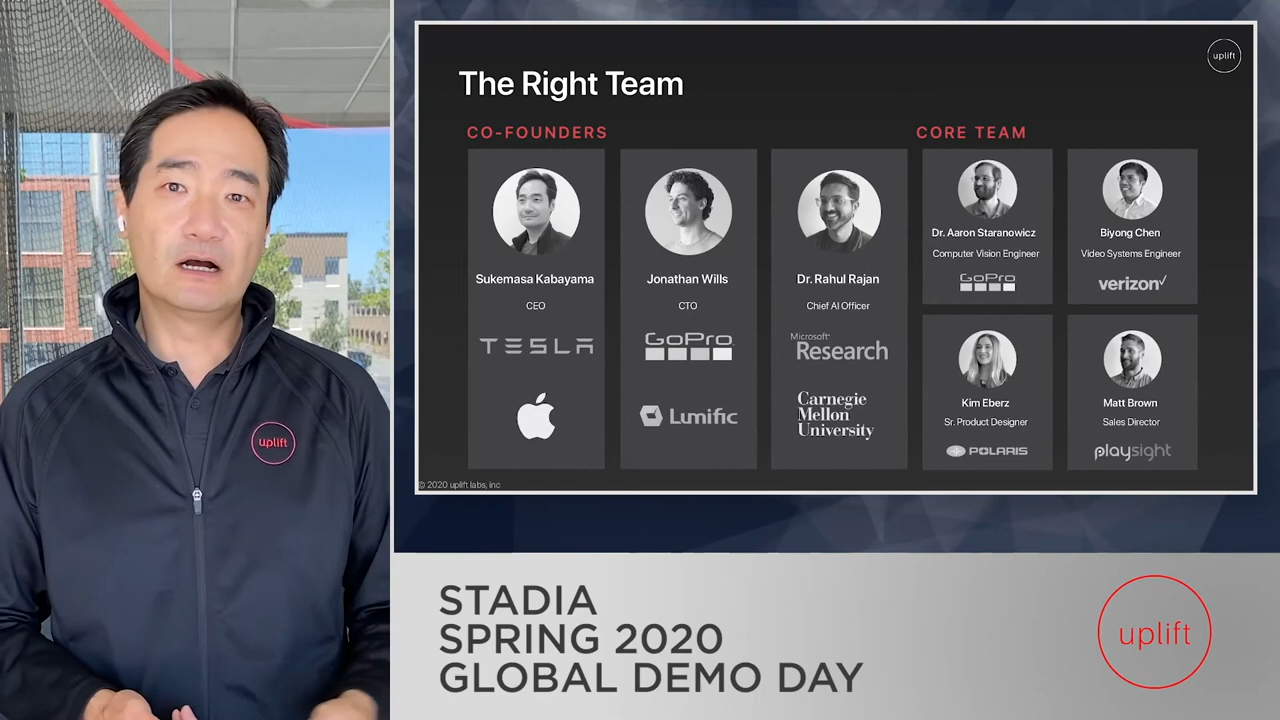 uplift
uplift
The Right Team
CO-FOUNDERS
CORE TEAM
Sukemasa Kabayama
CEO
TESLA
Jonathan Wills
CTO
GoPro
Lumific
Dr. Rahul Rajan
Chief AI Officer
Microsoft
Research
Carnegie
Mellon
University
Dr. Aaron Staranowicz
Computer Vision Engineer
GoPro
Biyong Chen
Video Systems Engineer
verizon✓
Kim Eberz
Sr. Product Designer
POLARIS
Matt Brown
Sales Director
playsight
© 2020 uplift labs, inc
STADIA
SPRING 2020
GLOBAL DEMO DAY
uplift